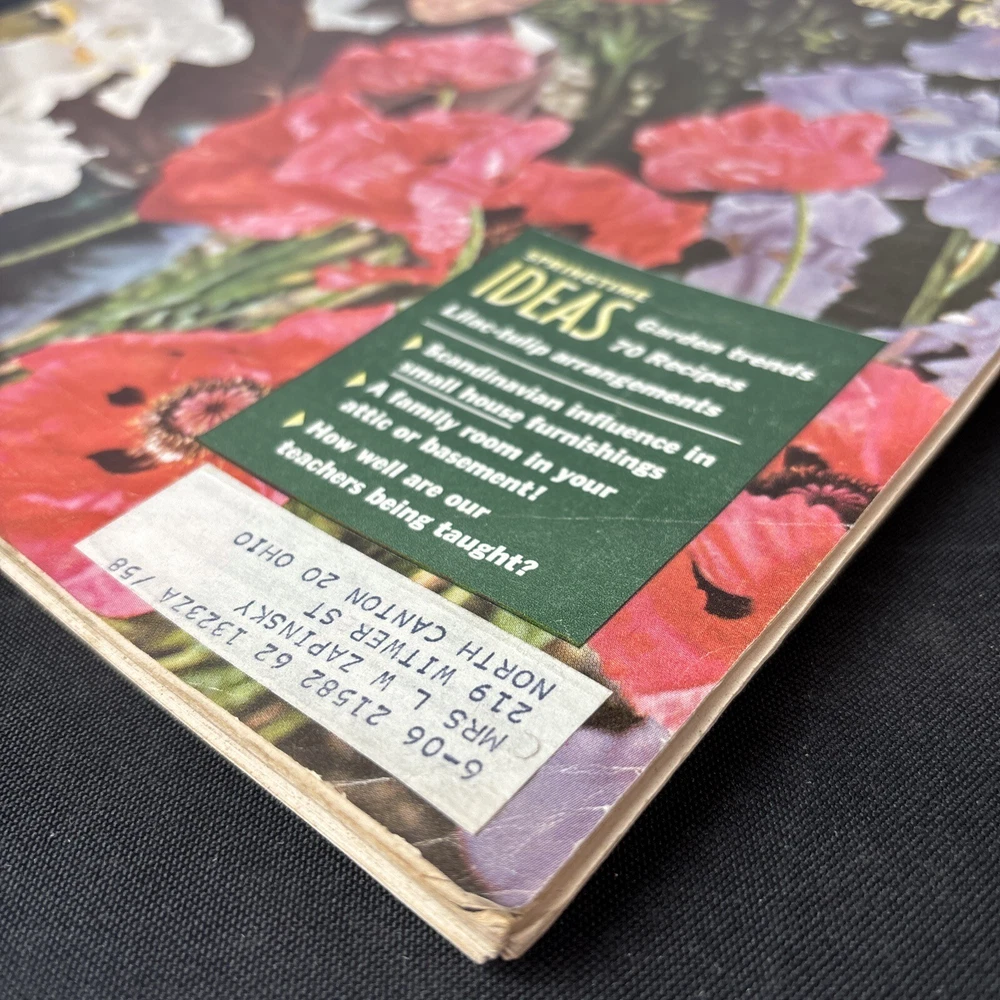 and
SPRINGTIME
IDEAS
Garden trends
70 Recipes
Lilac-tulip arrangements
Scandinavian influence in
small house furnishings
A family room in your
attic or basement!
How well are our
teachers being taught?
6-06 21582 62 13232A /58
MRS L W ZAPINSKY
219 WITWER ST
NORTH CANTON 20 OHIO